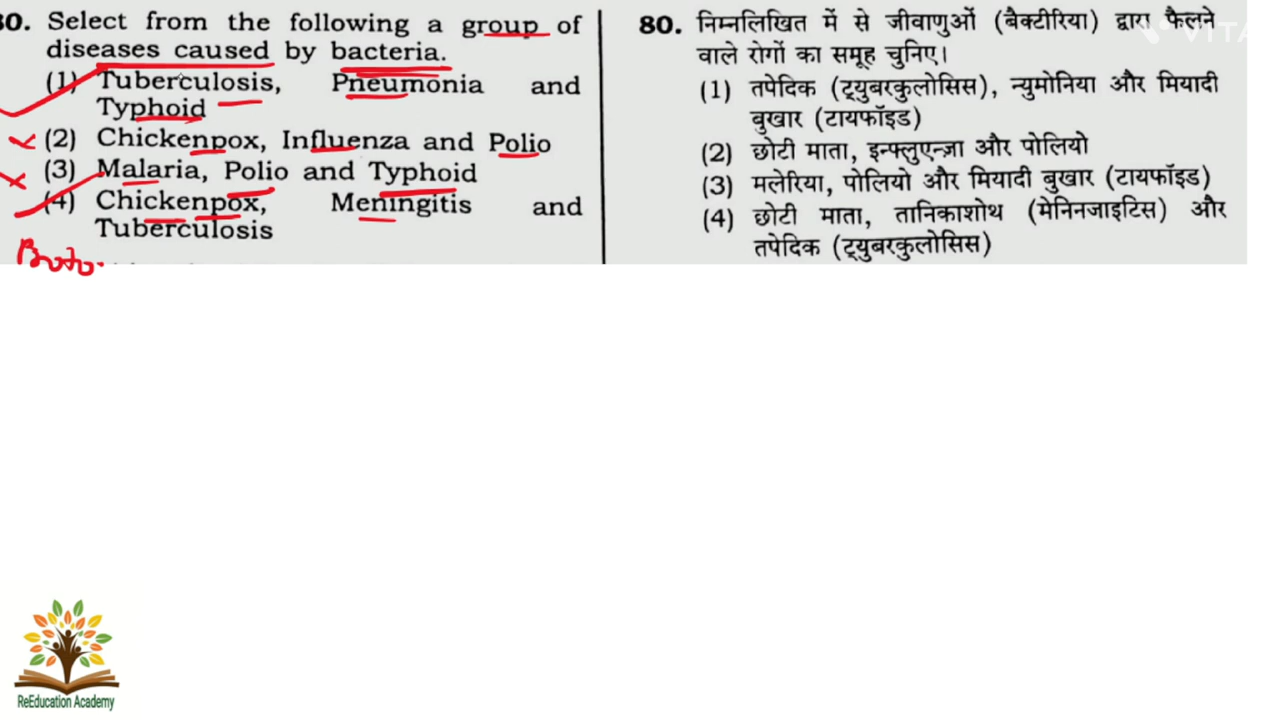 80. Select from the following a group of
diseases caused by bacteria.
(1) Tuberculosis, Pneumonia and
Typhoid
(2) Chickenpox, Influenza and Polio
(3) Malaria, Polio and Typhoid
(4) Chickenpox, Meningitis and
Tuberculosis
80. निम्नलिखित में से जीवाणुओं (बैक्टीरिया) द्वारा फैलने
वाले रोगों का समूह चुनिए।
(1) तपेदिक (ट्युबरकुलोसिस), न्युमोनिया और मियादी
बुखार (टायफॉइड)
(2) छोटी माता, इन्फ्लुएन्ज़ा और पोलियो
(3) मलेरिया, पोलियो और मियादी बुखार (टायफॉइड)
(4) छोटी माता, तानिकाशोथ (मेनिनजाइटिस) और
तपेदिक (ट्युबरकुलोसिस)
ReEducation Academy